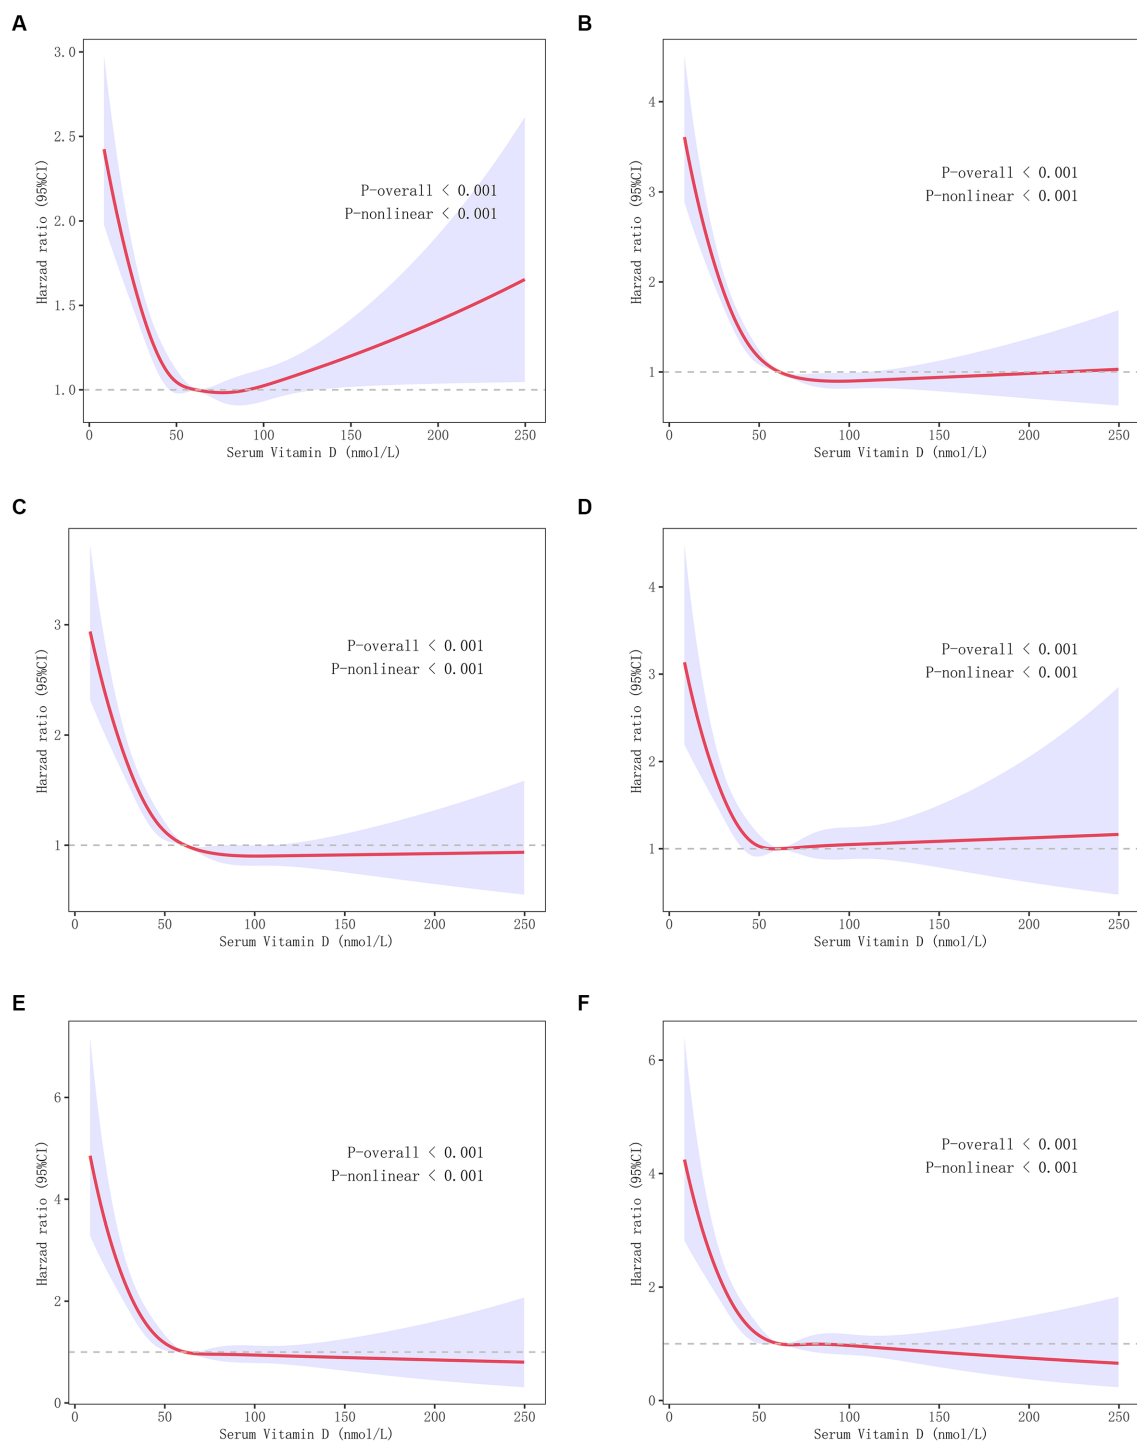 A
Harzad ratio (95%CI)
3.0
2.5
2.0
1.5
1.0
P-overall < 0.001
P-nonlinear < 0.001
0 50 100 150 200 250
Serum Vitamin D (nmol/L)
B
Harzad ratio (95%CI)
4
3
2
1
P-overall < 0.001
P-nonlinear < 0.001
0 50 100 150 200 250
Serum Vitamin D (nmol/L)
C
Harzad ratio (95%CI)
3
2
1
P-overall < 0.001
P-nonlinear < 0.001
0 50 100 150 200 250
Serum Vitamin D (nmol/L)
D
Harzad ratio (95%CI)
4
3
2
1
P-overall < 0.001
P-nonlinear < 0.001
0 50 100 150 200 250
Serum Vitamin D (nmol/L)
E
Harzad ratio (95%CI)
6
4
2
0
P-overall < 0.001
P-nonlinear < 0.001
0 50 100 150 200 250
Serum Vitamin D (nmol/L)
F
Harzad ratio (95%CI)
6
4
2
0
P-overall < 0.001
P-nonlinear < 0.001
0 50 100 150 200 250
Serum Vitamin D (nmol/L)